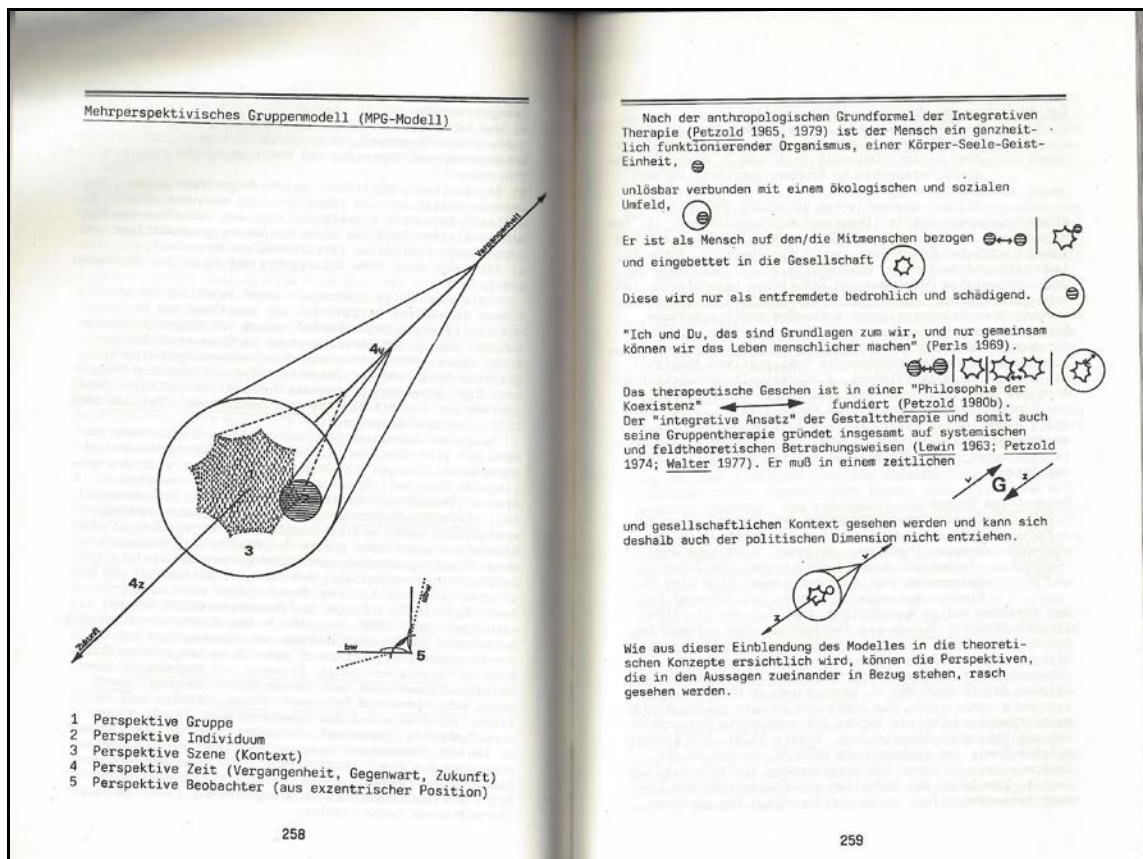 Mehrperspektivisches Gruppenmodell (MPG-Modell)
Vergangenheit
4v
1
2
3
4z
Zukunft
übw
bw
5
1 Perspektive Gruppe
2 Perspektive Individuum
3 Perspektive Szene (Kontext)
4 Perspektive Zeit (Vergangenheit, Gegenwart, Zukunft)
5 Perspektive Beobachter (aus exzentrischer Position)
258
Nach der anthropologischen Grundformel der Integrativen
Therapie (Petzold 1965, 1979) ist der Mensch ein ganzheit-
lich funktionierender Organismus, einer Körper-Seele-Geist-
Einheit,
unlösbar verbunden mit einem ökologischen und sozialen
Umfeld,
Er ist als Mensch auf den/die Mitmenschen bezogen
und eingebettet in die Gesellschaft
Diese wird nur als entfremdete bedrohlich und schädigend.
"Ich und Du, das sind Grundlagen zum wir, und nur gemeinsam
können wir das Leben menschlicher machen" (Perls 1969).
Das therapeutische Geschen ist in einer "Philosophie der
Koexistenz" fundiert (Petzold 1980b).
Der "integrative Ansatz" der Gestalttherapie und somit auch
seine Gruppentherapie gründet insgesamt auf systemischen
und feldtheoretischen Betrachungsweisen (Lewin 1963; Petzold
1974; Walter 1977). Er muß in einem zeitlichen
v G z
und gesellschaftlichen Kontext gesehen werden und kann sich
deshalb auch der politischen Dimension nicht entziehen.
v
z
Wie aus dieser Einblendung des Modelles in die theoreti-
schen Konzepte ersichtlich wird, können die Perspektiven,
die in den Aussagen zueinander in Bezug stehen, rasch
gesehen werden.
259